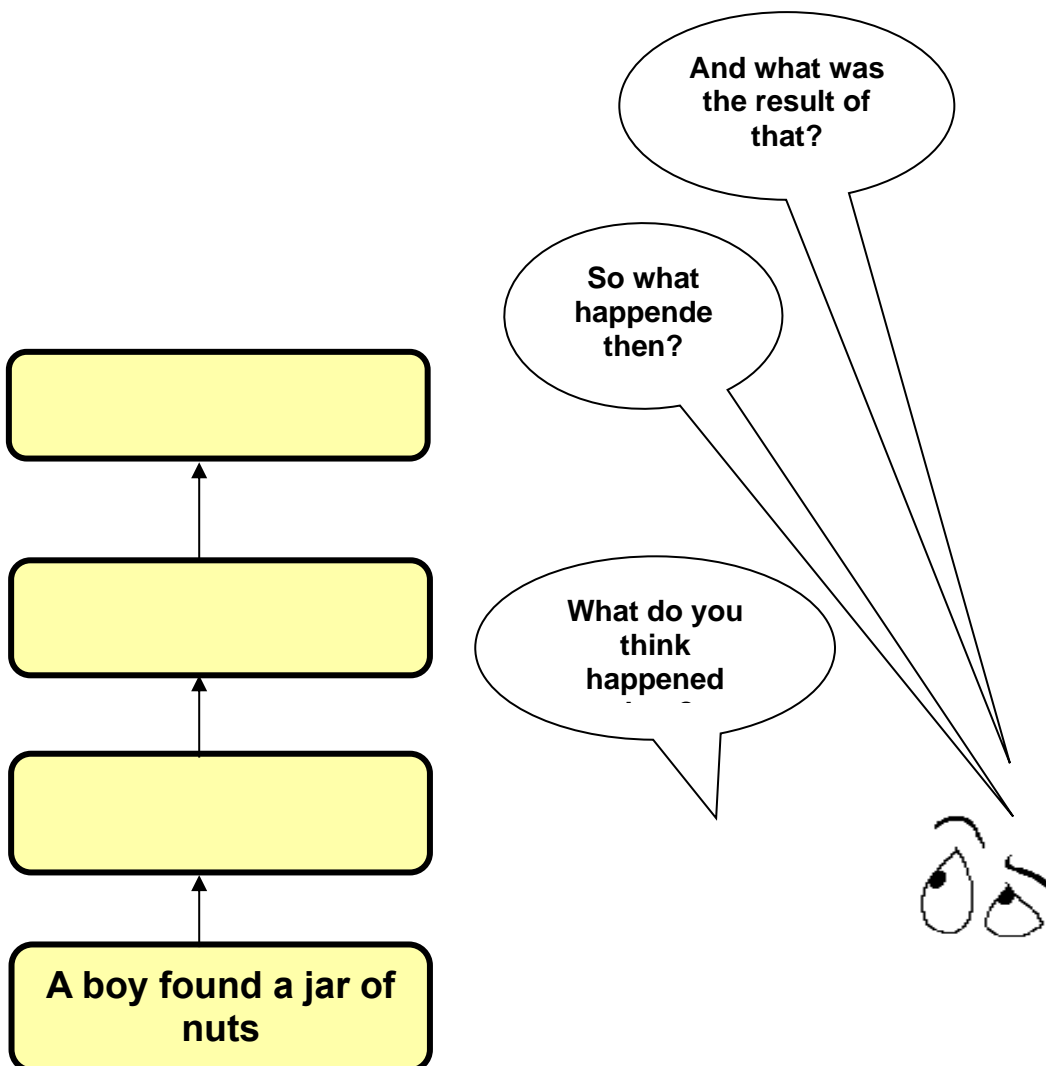 And what was
the result of
that?
So what
happende
then?
What do you
think
happened
A boy found a jar of
nuts